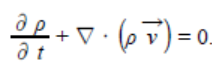 ∂ρ/∂t + ∇ · (ρ v⃗) = 0.